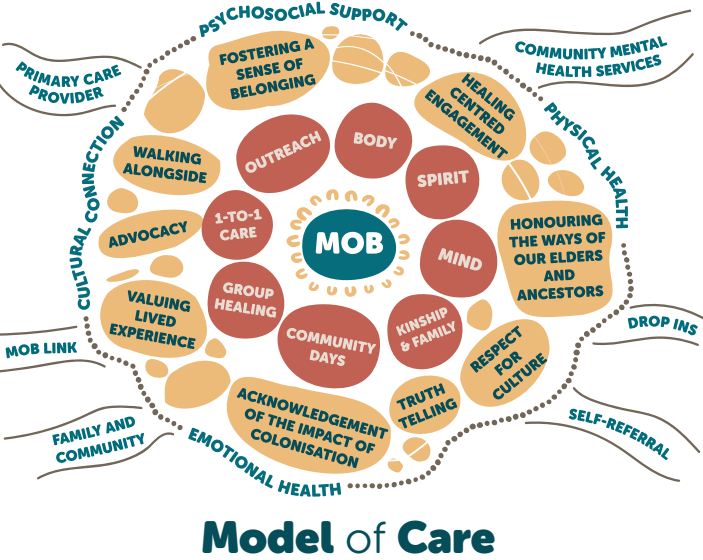 PSYCHOSOCIAL SUPPORT
PRIMARY CARE
PROVIDER
COMMUNITY MENTAL
HEALTH SERVICES
FOSTERING A
SENSE OF
BELONGING
HEALING
CENTRED
ENGAGEMENT
PHYSICAL HEALTH
CULTURAL CONNECTION
WALKING
ALONGSIDE
OUTREACH
BODY
SPIRIT
ADVOCACY
1-TO-1
CARE
MOB
MIND
HONOURING
THE WAYS OF
OUR ELDERS
AND
ANCESTORS
VALUING
LIVED
EXPERIENCE
GROUP
HEALING
COMMUNITY
DAYS
KINSHIP
& FAMILY
RESPECT
FOR
CULTURE
DROP INS
MOB LINK
ACKNOWLEDGEMENT
OF THE IMPACT OF
COLONISATION
TRUTH
TELLING
SELF-REFERRAL
FAMILY AND
COMMUNITY
EMOTIONAL HEALTH
Model of Care